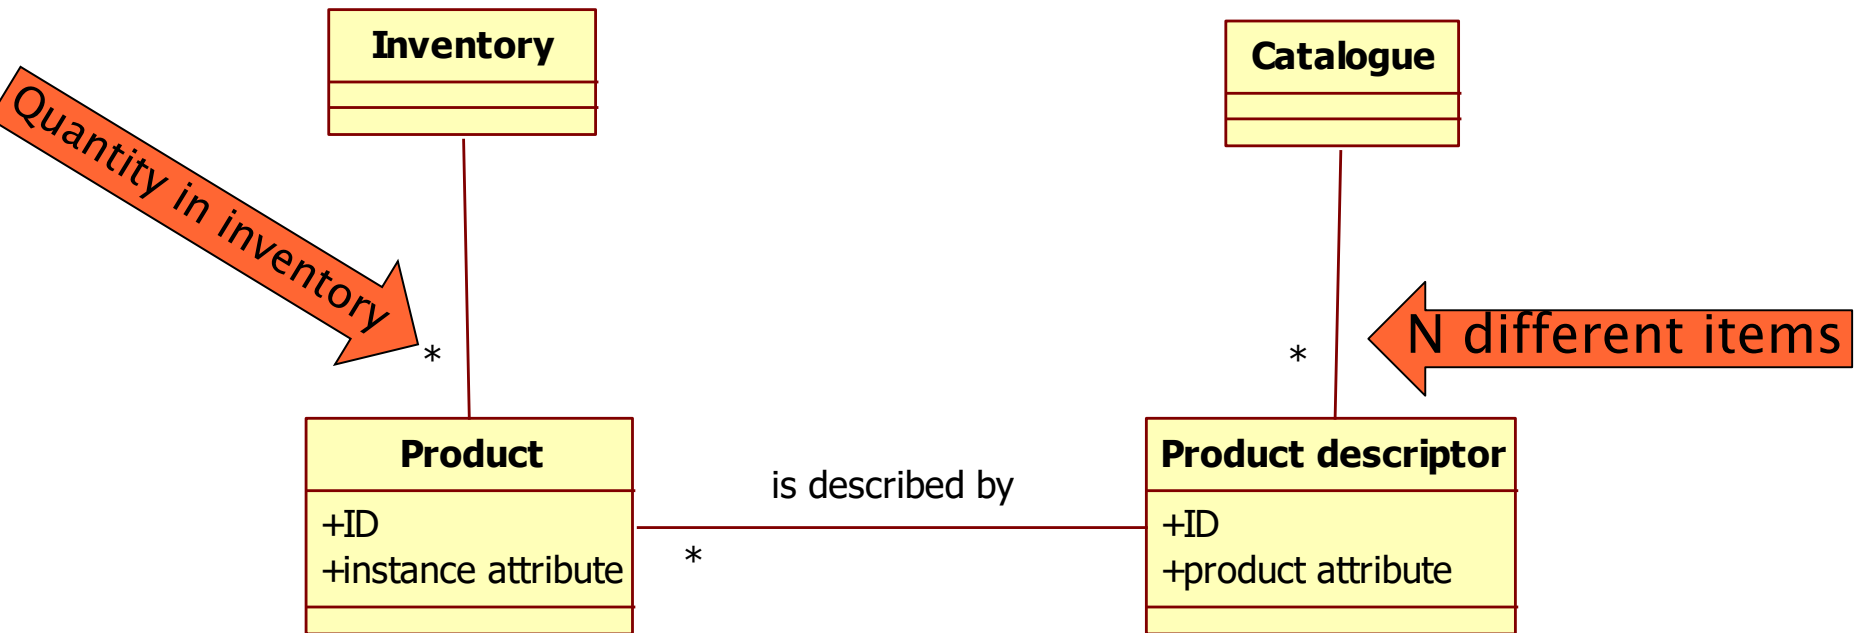 Inventory
Catalogue
Quantity in inventory
*
*
N different items
Product
+ID
+instance attribute
is described by
*
Product descriptor
+ID
+product attribute